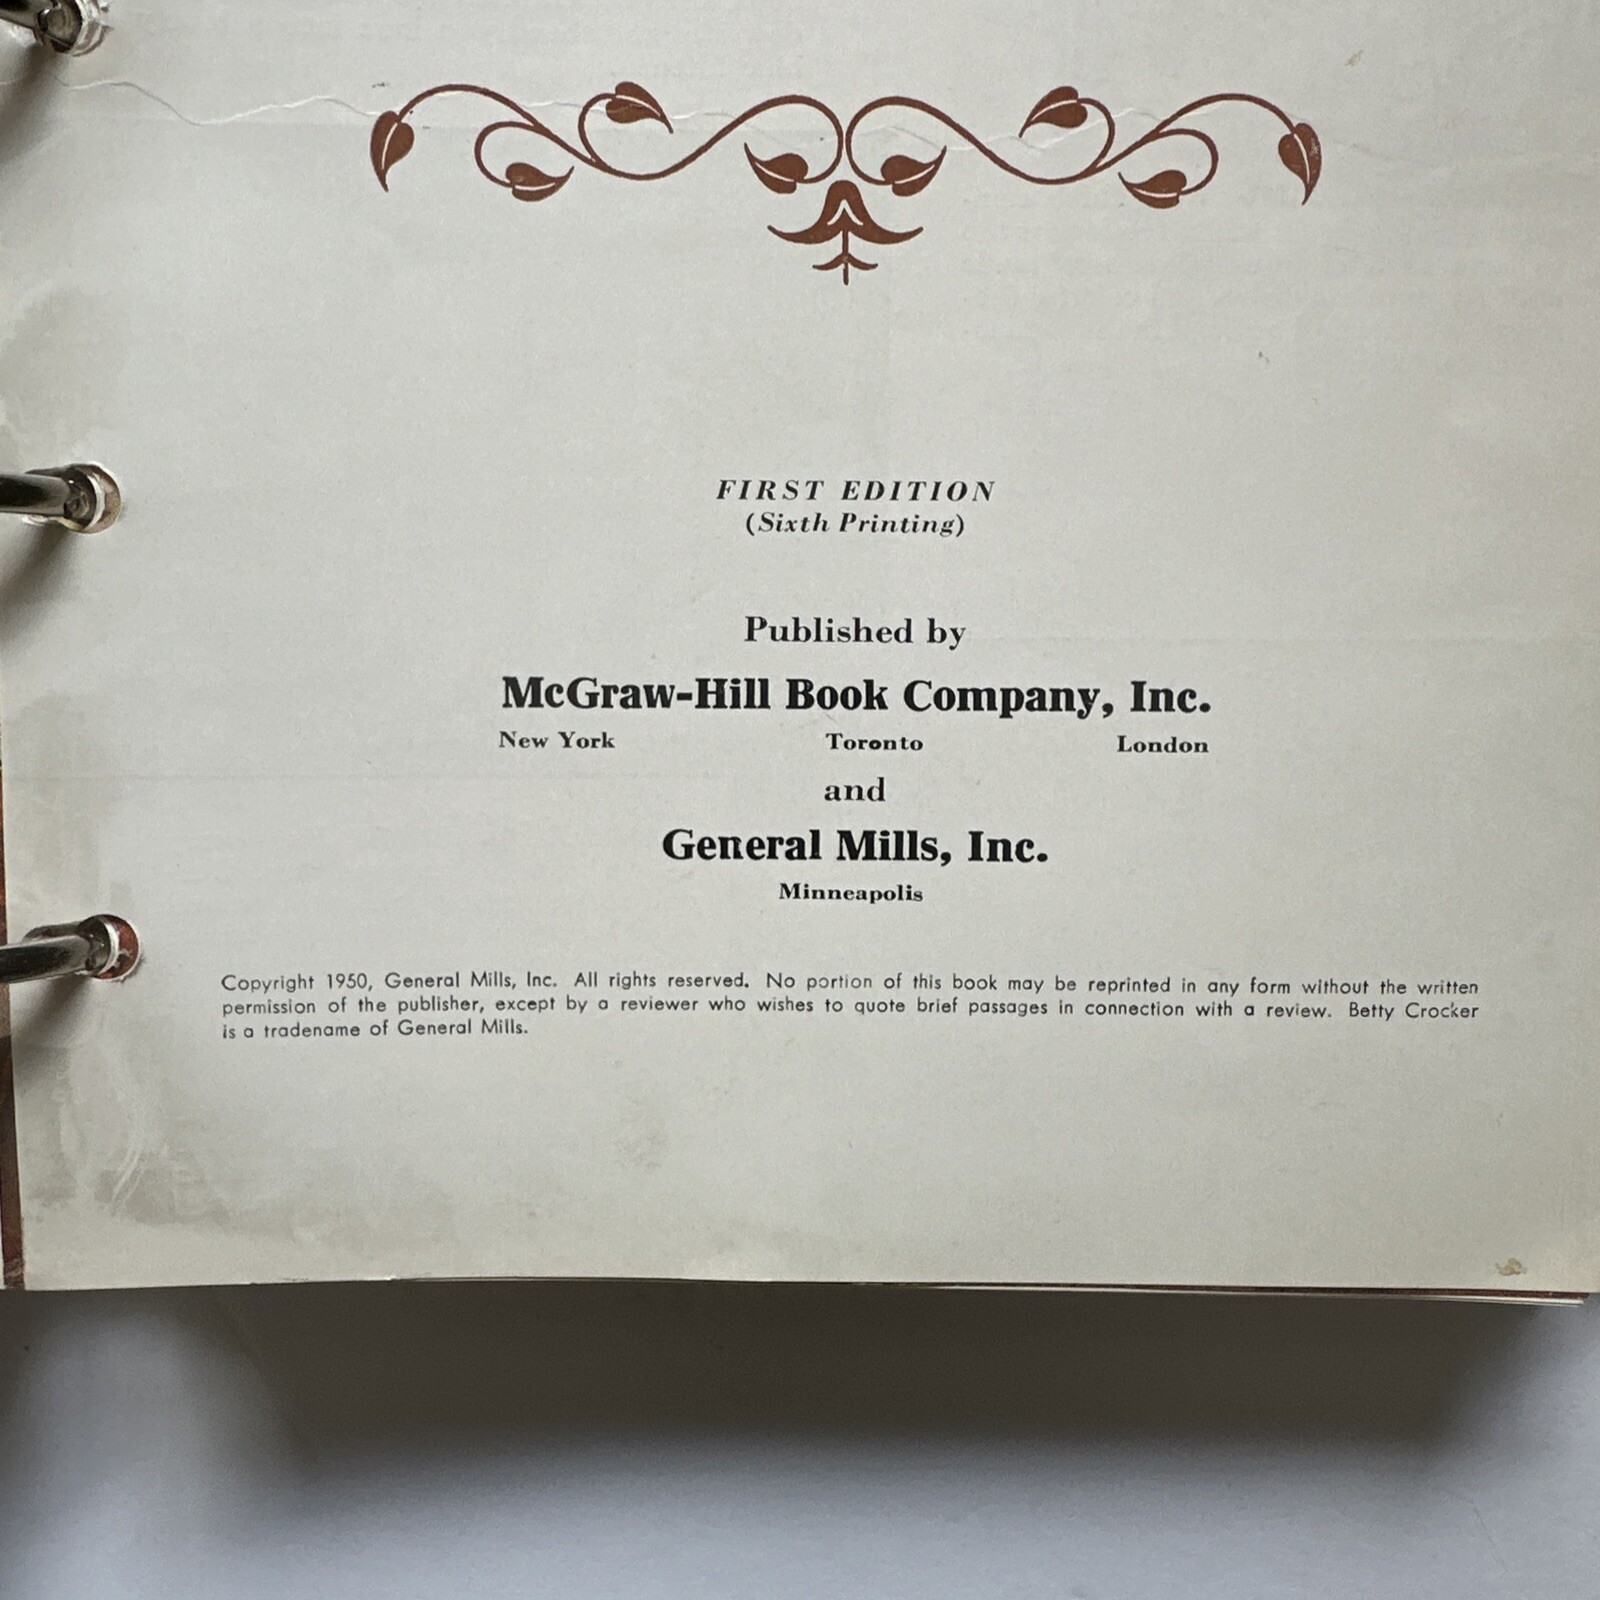 FIRST EDITION
(Sixth Printing)
Published by
McGraw-Hill Book Company, Inc.
New York Toronto London
and
General Mills, Inc.
Minneapolis
Copyright 1950, General Mills, Inc. All rights reserved. No portion of this book may be reprinted in any form without the written
permission of the publisher, except by a reviewer who wishes to quote brief passages in connection with a review. Betty Crocker
is a tradename of General Mills.